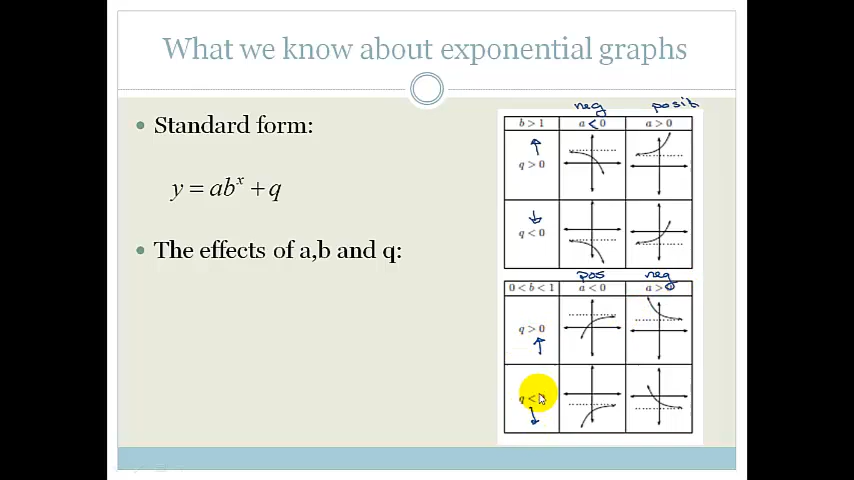 What we know about exponential graphs
• Standard form:
y = abˣ + q
• The effects of a,b and q:
neg posit
b > 1 a < 0 a > 0
q > 0
q < 0
pos neg
0 < b < 1 a < 0 a > 0
q > 0
q <